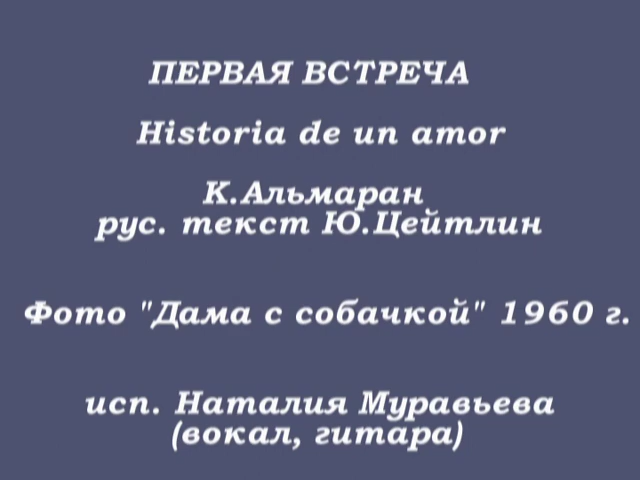 ПЕРВАЯ ВСТРЕЧА
Historia de un amor
К.Альмаран
рус. текст Ю.Цейтлин
Фото "Дама с собачкой" 1960 г.
исп. Наталия Муравьева
(вокал, гитара)